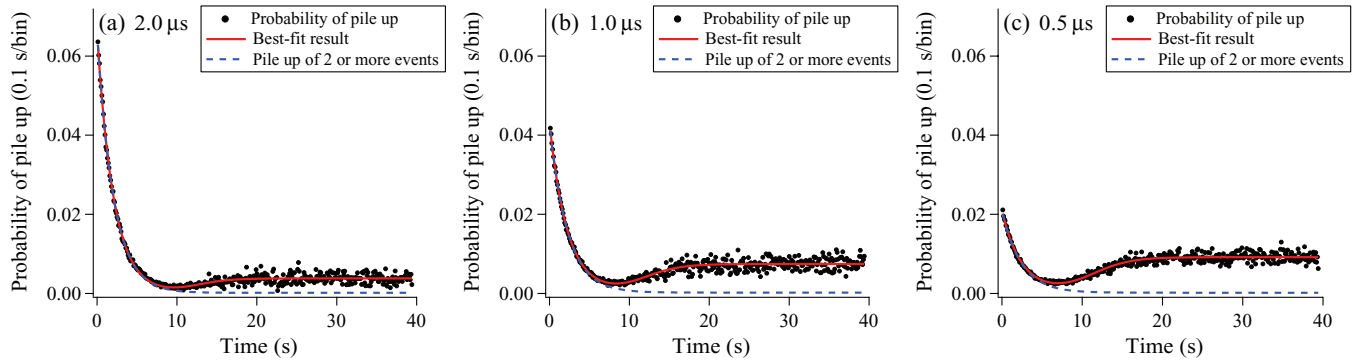 (a) 2.0 μs
Probability of pile up
Best-fit result
Pile up of 2 or more events
Probability of pile up (0.1 s/bin)
0.06
0.04
0.02
0.00
0
10
20
30
40
Time (s)
(b) 1.0 μs
Probability of pile up
Best-fit result
Pile up of 2 or more events
Probability of pile up (0.1 s/bin)
0.06
0.04
0.02
0.00
0
10
20
30
40
Time (s)
(c) 0.5 μs
Probability of pile up
Best-fit result
Pile up of 2 or more events
Probability of pile up (0.1 s/bin)
0.06
0.04
0.02
0.00
0
10
20
30
40
Time (s)